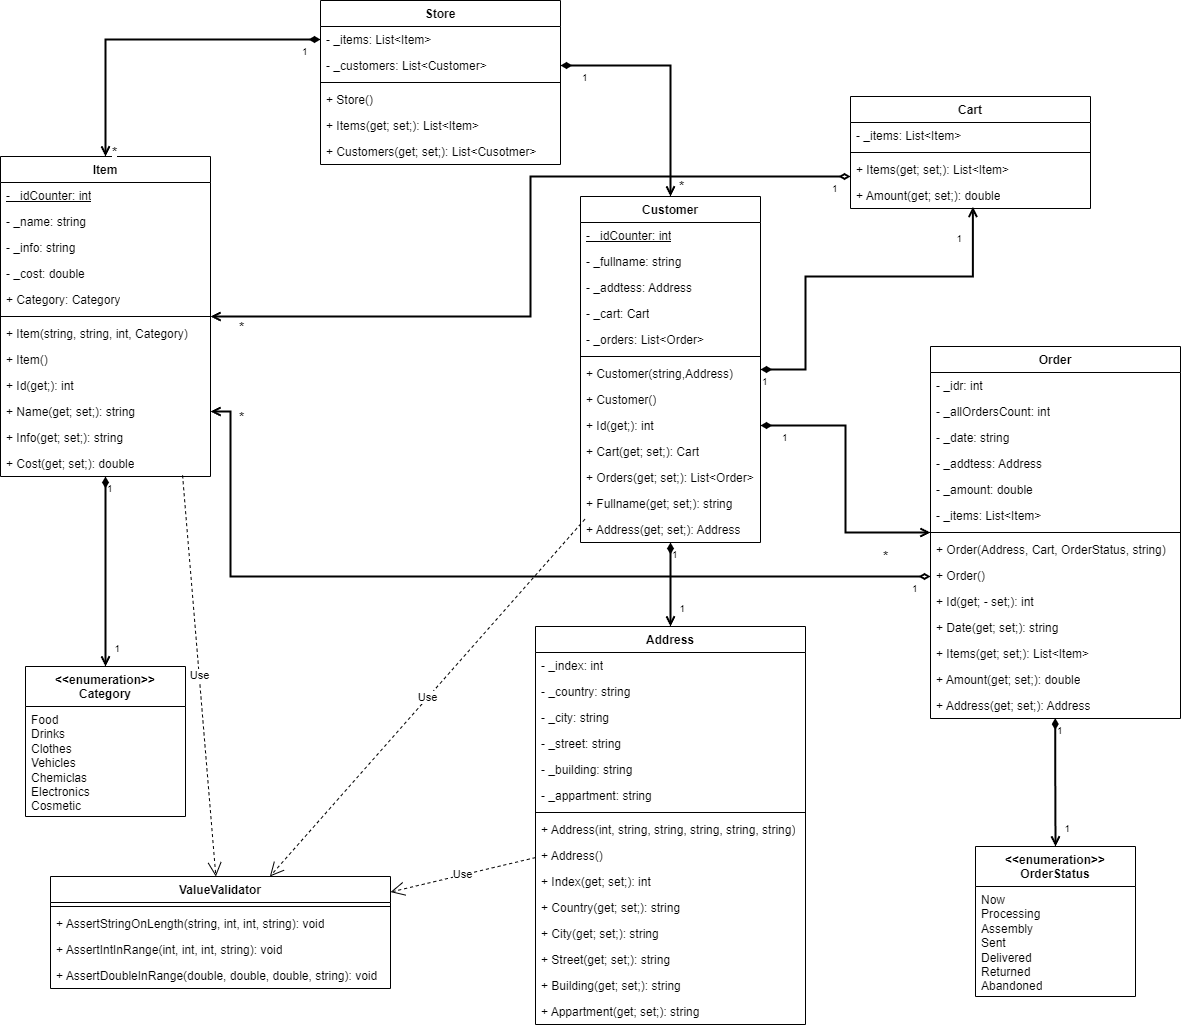 Store
- _items: List<Item>
- _customers: List<Customer>
+ Store()
+ Items(get; set;): List<Item>
+ Customers(get; set;): List<Cusotmer>
1
1
*
*
Cart
- _items: List<Item>
+ Items(get; set;): List<Item>
+ Amount(get; set;): double
1
1
Item
- _idCounter: int
- _name: string
- _info: string
- _cost: double
+ Category: Category
+ Item(string, string, int, Category)
+ Item()
+ Id(get;): int
+ Name(get; set;): string
+ Info(get; set;): string
+ Cost(get; set;): double
*
*
1
1
Customer
- _idCounter: int
- _fullname: string
- _addtess: Address
- _cart: Cart
- _orders: List<Order>
+ Customer(string,Address)
+ Customer()
+ Id(get;): int
+ Cart(get; set;): Cart
+ Orders(get; set;): List<Order>
+ Fullname(get; set;): string
+ Address(get; set;): Address
1
1
1
1
*
1
Order
- _idr: int
- _allOrdersCount: int
- _date: string
- _addtess: Address
- _amount: double
- _items: List<Item>
+ Order(Address, Cart, OrderStatus, string)
+ Order()
+ Id(get; - set;): int
+ Date(get; set;): string
+ Items(get; set;): List<Item>
+ Amount(get; set;): double
+ Address(get; set;): Address
1
1
<<enumeration>>
Category
Food
Drinks
Clothes
Vehicles
Chemiclas
Electronics
Cosmetic
Use
Use
Use
Address
- _index: int
- _country: string
- _city: string
- _street: string
- _building: string
- _appartment: string
+ Address(int, string, string, string, string, string)
+ Address()
+ Index(get; set;): int
+ Country(get; set;): string
+ City(get; set;): string
+ Street(get; set;): string
+ Building(get; set;): string
+ Appartment(get; set;): string
<<enumeration>>
OrderStatus
Now
Processing
Assembly
Sent
Delivered
Returned
Abandoned
ValueValidator
+ AssertStringOnLength(string, int, int, string): void
+ AssertIntInRange(int, int, int, string): void
+ AssertDoubleInRange(double, double, double, string): void